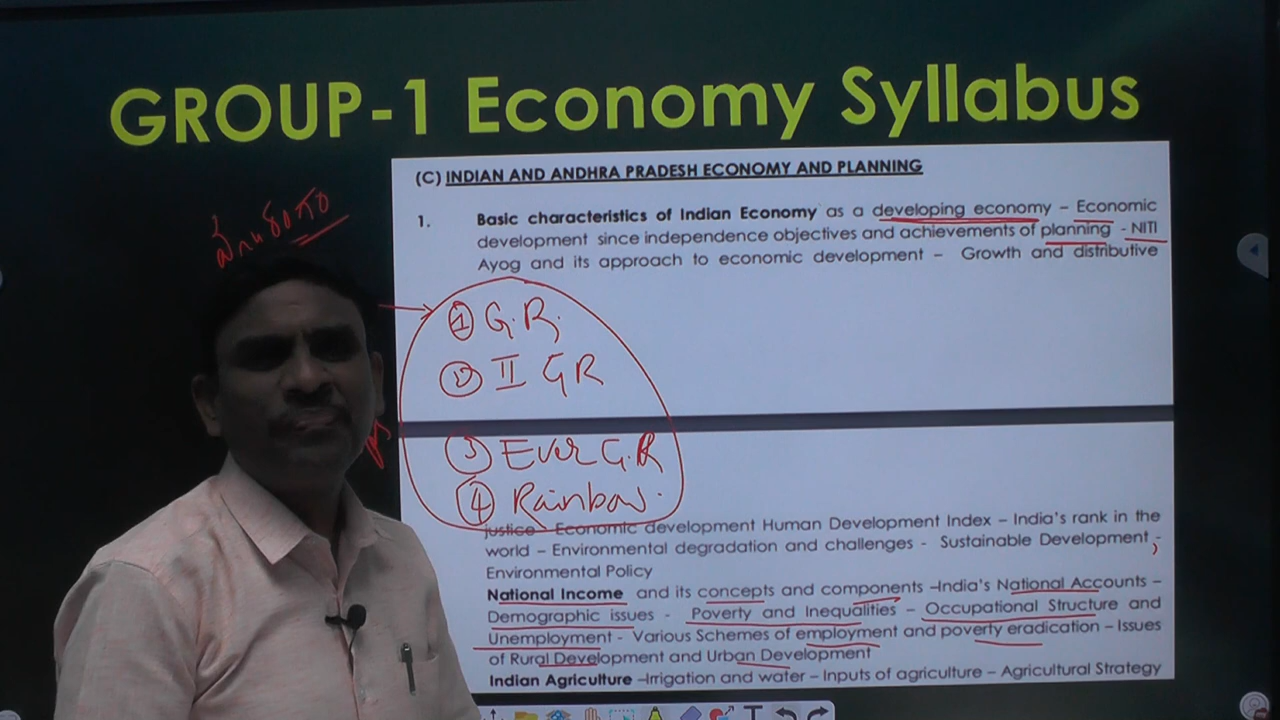 GROUP-1 Economy Syllabus
(C) INDIAN AND ANDHRA PRADESH ECONOMY AND PLANNING
1. Basic characteristics of Indian Economy as a developing economy – Economic
development since independence objectives and achievements of planning - NITI
Ayog and its approach to economic development – Growth and distributive
① G.R.
② II GR
③ Ever G.R
④ Rainbow.
justice – Economic development Human Development Index – India's rank in the
world – Environmental degradation and challenges - Sustainable Development -
Environmental Policy
National Income and its concepts and components –India's National Accounts –
Demographic issues - Poverty and Inequalities – Occupational Structure and
Unemployment - Various Schemes of employment and poverty eradication – Issues
of Rural Development and Urban Development
Indian Agriculture –Irrigation and water – Inputs of agriculture – Agricultural Strategy